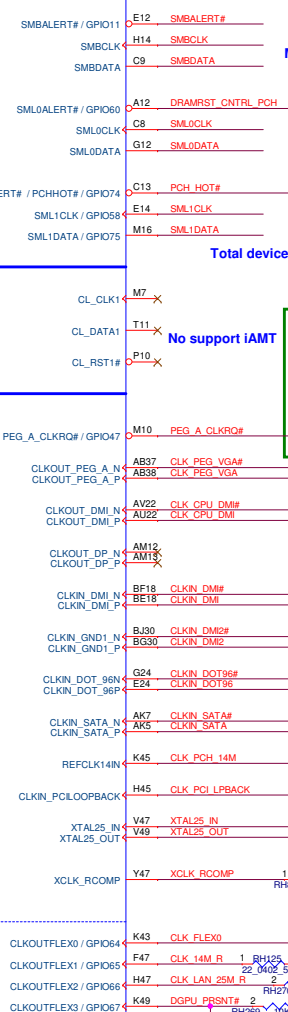 SMBALERT# / GPIO11 E12 SMBALERT#
SMBCLK H14 SMBCLK
SMBDATA C9 SMBDATA
SML0ALERT# / GPIO60 A12 DRAMRST_CNTRL_PCH
SML0CLK C8 SML0CLK
SML0DATA G12 SML0DATA
ERT# / PCHHOT# / GPIO74 C13 PCH_HOT#
SML1CLK / GPIO58 E14 SML1CLK
SML1DATA / GPIO75 M16 SML1DATA
Total device
CL_CLK1 M7
CL_DATA1 T11
No support iAMT
CL_RST1# P10
PEG_A_CLKRQ# / GPIO47 M10 PEG_A_CLKRQ#
CLKOUT_PEG_A_N AB37 CLK_PEG_VGA#
CLKOUT_PEG_A_P AB38 CLK_PEG_VGA
CLKOUT_DMI_N AV22 CLK_CPU_DMI#
CLKOUT_DMI_P AU22 CLK_CPU_DMI
CLKOUT_DP_N AM12
CLKOUT_DP_P AM13
CLKIN_DMI_N BF18 CLKIN_DMI#
CLKIN_DMI_P BE18 CLKIN_DMI
CLKIN_GND1_N BJ30 CLKIN_DMI2#
CLKIN_GND1_P BG30 CLKIN_DMI2
CLKIN_DOT_96N G24 CLKIN_DOT96#
CLKIN_DOT_96P E24 CLKIN_DOT96
CLKIN_SATA_N AK7 CLKIN_SATA#
CLKIN_SATA_P AK5 CLKIN_SATA
REFCLK14IN K45 CLK_PCH_14M
CLKIN_PCILOOPBACK H45 CLK_PCI_LPBACK
XTAL25_IN V47 XTAL25_IN
XTAL25_OUT V49 XTAL25_OUT
XCLK_RCOMP Y47 XCLK_RCOMP 1
CLKOUTFLEX0 / GPIO64 K43 CLK_FLEX0
CLKOUTFLEX1 / GPIO65 F47 CLK_14M_R 1 RH125
22_0402_5
CLKOUTFLEX2 / GPIO66 H47 CLK_LAN_25M_R 2
CLKOUTFLEX3 / GPIO67 K49 DGPU_PRSNT# 2